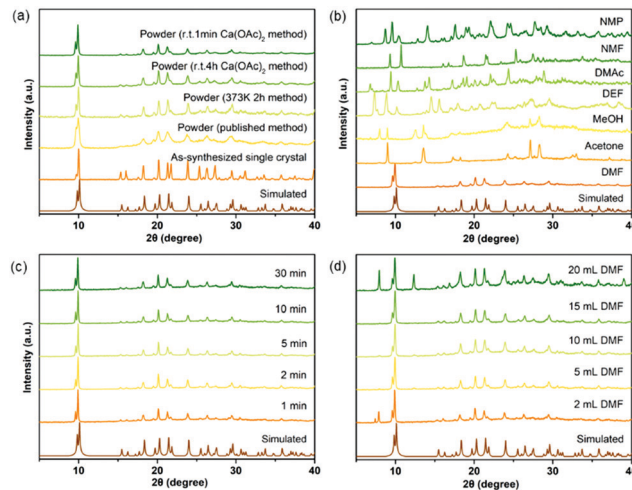 (a)
Powder (r.t.1min Ca(OAc)₂ method)
Powder (r.t.4h Ca(OAc)₂ method)
Powder (373K 2h method)
Powder (published method)
As-synthesized single crystal
Simulated
Intensity (a.u.)
10 20 30 40
2θ (degree)
(b)
NMP
NMF
DMAc
DEF
MeOH
Acetone
DMF
Simulated
Intensity (a.u.)
10 20 30 40
2θ (degree)
(c)
30 min
10 min
5 min
2 min
1 min
Simulated
Intensity (a.u.)
10 20 30 40
2θ (degree)
(d)
20 mL DMF
15 mL DMF
10 mL DMF
5 mL DMF
2 mL DMF
Simulated
Intensity (a.u.)
10 20 30 40
2θ (degree)